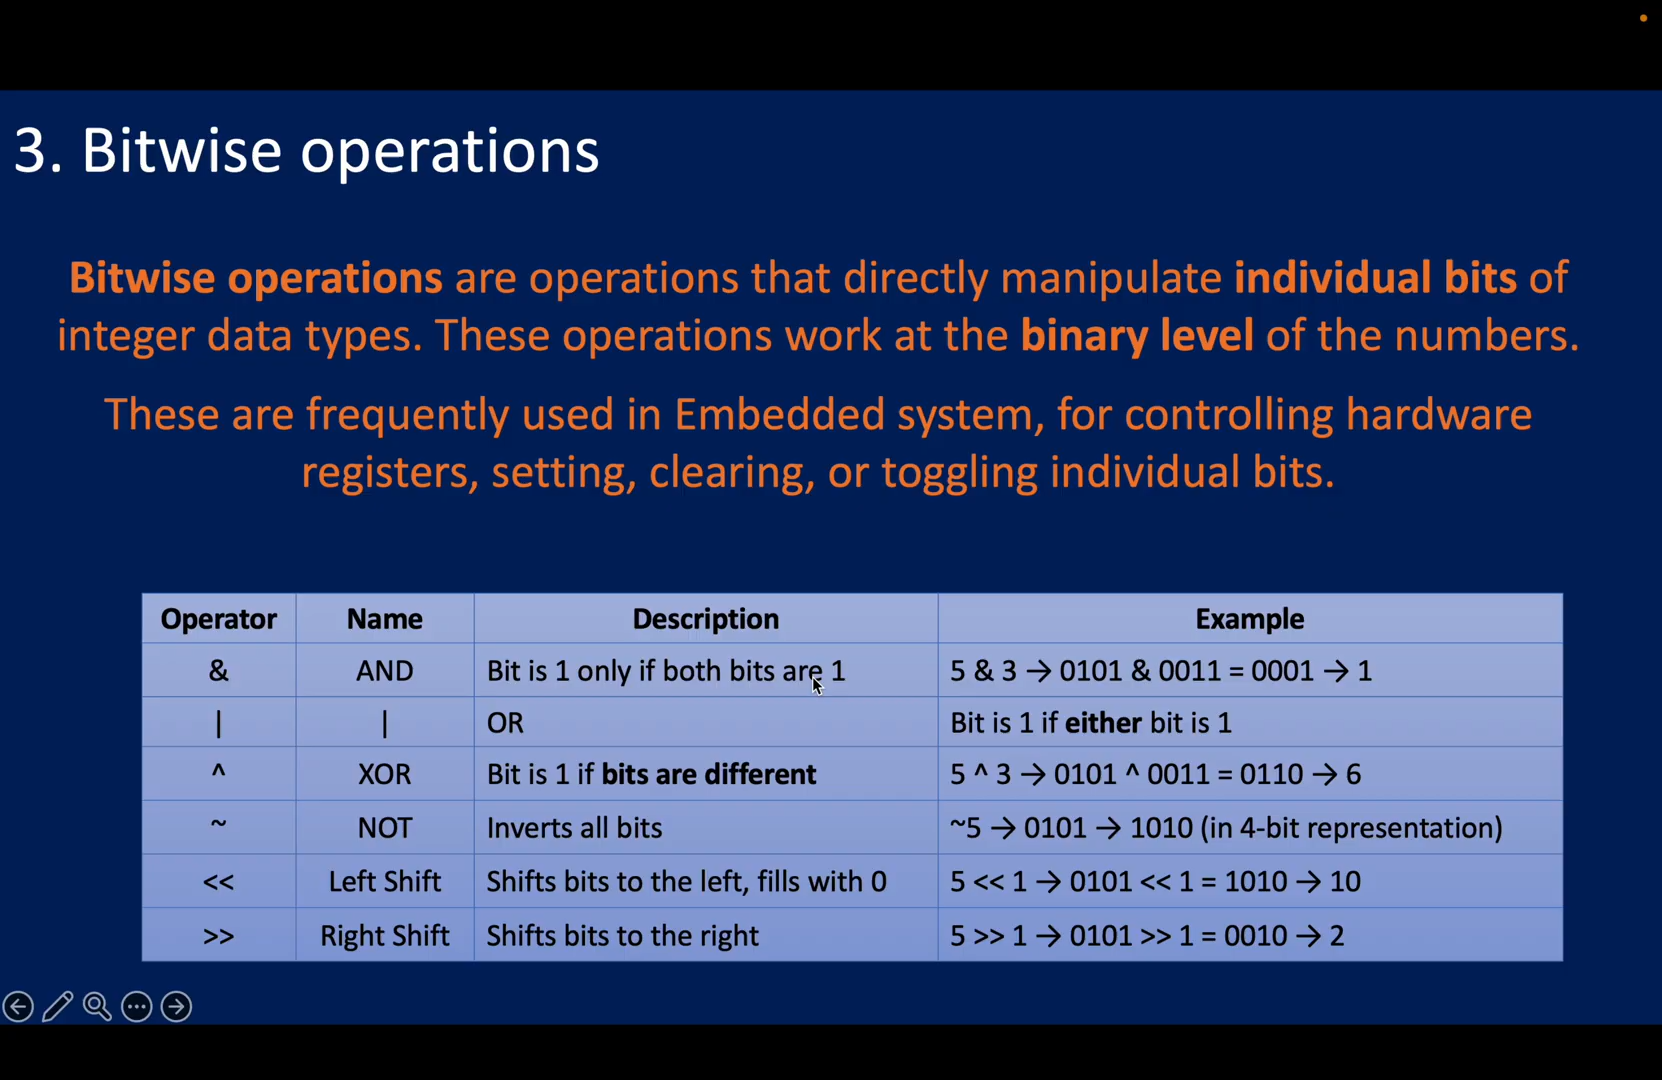 3. Bitwise operations
Bitwise operations are operations that directly manipulate individual bits of
integer data types. These operations work at the binary level of the numbers.
These are frequently used in Embedded system, for controlling hardware
registers, setting, clearing, or toggling individual bits.
Operator Name Description Example
& AND Bit is 1 only if both bits are 1 5 & 3 → 0101 & 0011 = 0001 → 1
| | OR Bit is 1 if either bit is 1
^ XOR Bit is 1 if bits are different 5 ^ 3 → 0101 ^ 0011 = 0110 → 6
~ NOT Inverts all bits ~5 → 0101 → 1010 (in 4-bit representation)
<< Left Shift Shifts bits to the left, fills with 0 5 << 1 → 0101 << 1 = 1010 → 10
>> Right Shift Shifts bits to the right 5 >> 1 → 0101 >> 1 = 0010 → 2